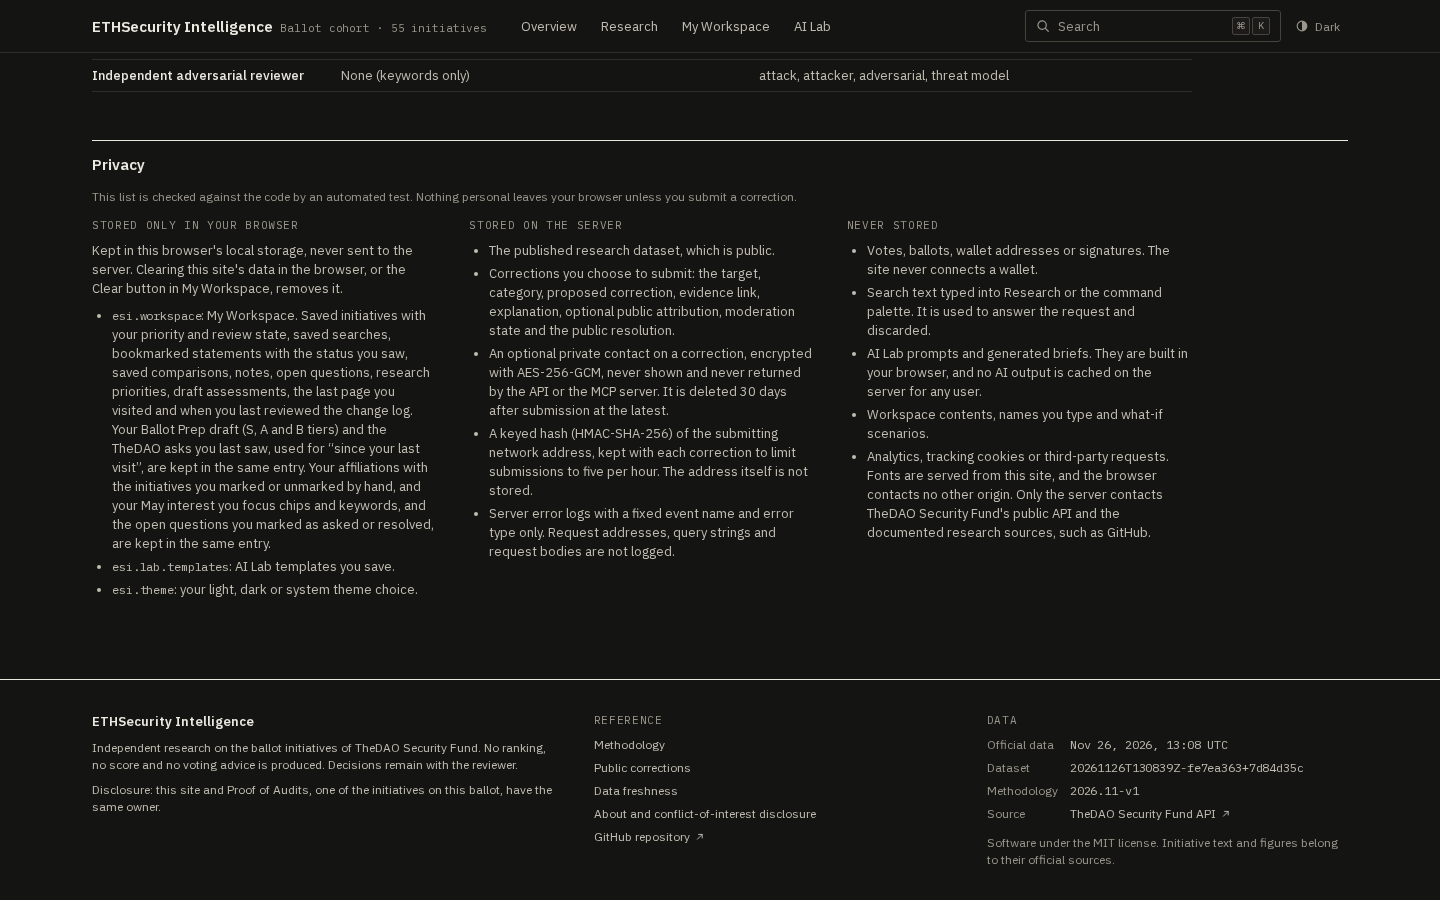 ETHSecurity Intelligence Ballot cohort · 55 initiatives Overview Research My Workspace AI Lab Search ⌘ K Dark
Independent adversarial reviewer None (keywords only) attack, attacker, adversarial, threat model
Privacy
This list is checked against the code by an automated test. Nothing personal leaves your browser unless you submit a correction.
STORED ONLY IN YOUR BROWSER
Kept in this browser's local storage, never sent to the
server. Clearing this site's data in the browser, or the
Clear button in My Workspace, removes it.
• esi.workspace: My Workspace. Saved initiatives with
your priority and review state, saved searches,
bookmarked statements with the status you saw,
saved comparisons, notes, open questions, research
priorities, draft assessments, the last page you
visited and when you last reviewed the change log.
Your Ballot Prep draft (S, A and B tiers) and the
TheDAO asks you last saw, used for “since your last
visit”, are kept in the same entry. Your affiliations with
the initiatives you marked or unmarked by hand, and
your May interest you focus chips and keywords, and
the open questions you marked as asked or resolved,
are kept in the same entry.
• esi.lab.templates: AI Lab templates you save.
• esi.theme: your light, dark or system theme choice.
STORED ON THE SERVER
• The published research dataset, which is public.
• Corrections you choose to submit: the target,
category, proposed correction, evidence link,
explanation, optional public attribution, moderation
state and the public resolution.
• An optional private contact on a correction, encrypted
with AES-256-GCM, never shown and never returned
by the API or the MCP server. It is deleted 30 days
after submission at the latest.
• A keyed hash (HMAC-SHA-256) of the submitting
network address, kept with each correction to limit
submissions to five per hour. The address itself is not
stored.
• Server error logs with a fixed event name and error
type only. Request addresses, query strings and
request bodies are not logged.
NEVER STORED
• Votes, ballots, wallet addresses or signatures. The
site never connects a wallet.
• Search text typed into Research or the command
palette. It is used to answer the request and
discarded.
• AI Lab prompts and generated briefs. They are built in
your browser, and no AI output is cached on the
server for any user.
• Workspace contents, names you type and what-if
scenarios.
• Analytics, tracking cookies or third-party requests.
Fonts are served from this site, and the browser
contacts no other origin. Only the server contacts
TheDAO Security Fund's public API and the
documented research sources, such as GitHub.
ETHSecurity Intelligence
Independent research on the ballot initiatives of TheDAO Security Fund. No ranking,
no score and no voting advice is produced. Decisions remain with the reviewer.
Disclosure: this site and Proof of Audits, one of the initiatives on this ballot, have the
same owner.
REFERENCE
Methodology
Public corrections
Data freshness
About and conflict-of-interest disclosure
GitHub repository ↗
DATA
Official data Nov 26, 2026, 13:08 UTC
Dataset 20261126T130839Z-fe7ea363+7d84d35c
Methodology 2026.11-v1
Source TheDAO Security Fund API ↗
Software under the MIT license. Initiative text and figures belong
to their official sources.